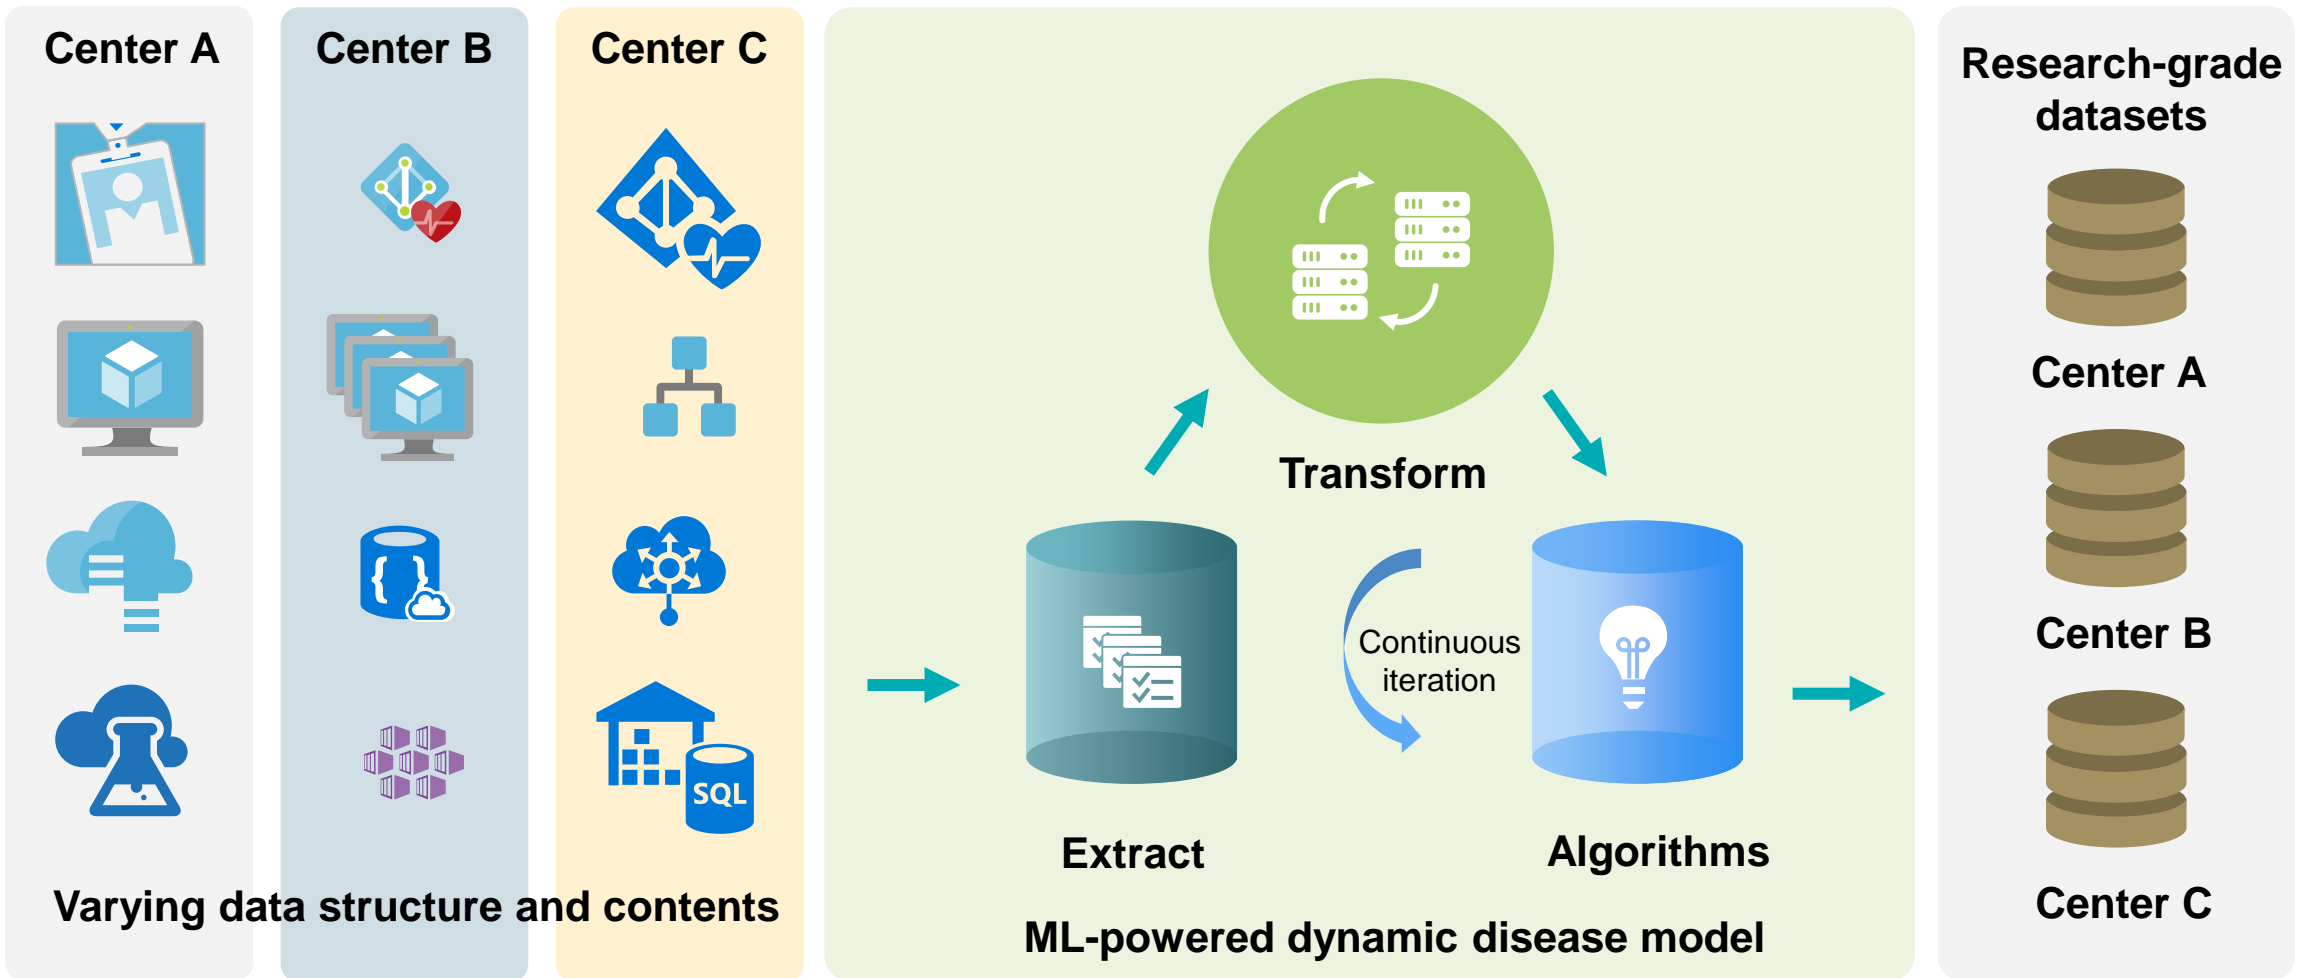 Center A
Center B
Center C
SQL
Varying data structure and contents
Transform
Continuous
iteration
Extract
Algorithms
ML-powered dynamic disease model
Research-grade
datasets
Center A
Center B
Center C